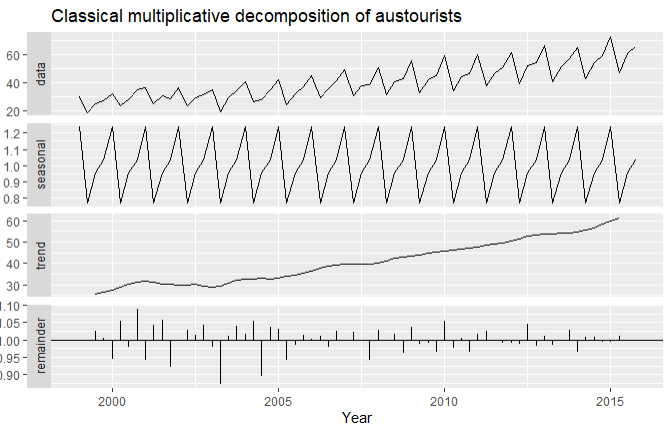 Classical multiplicative decomposition of austourists
60
40
20
data
1.2
1.1
1.0
0.9
0.8
seasonal
60
50
40
30
trend
1.10
1.05
1.00
0.95
0.90
remainder
2000 2005 2010 2015
Year